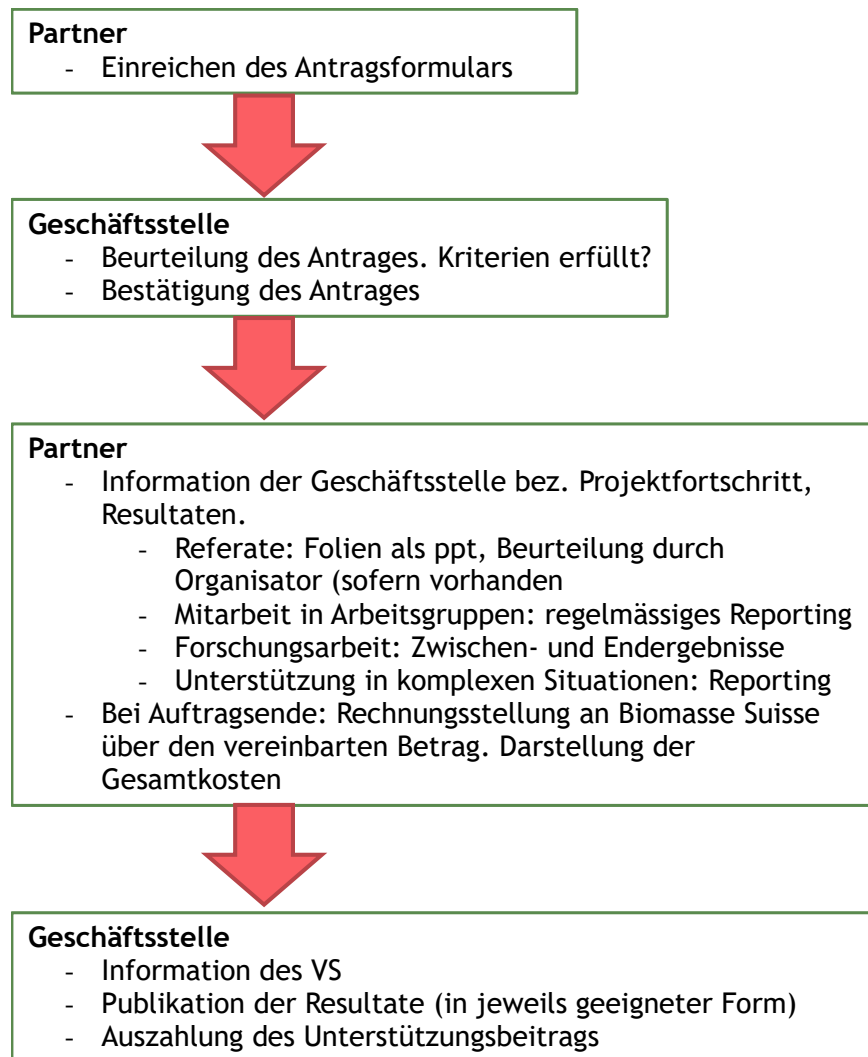 Partner
- Einreichen des Antragsformulars
Geschäftsstelle
- Beurteilung des Antrages. Kriterien erfüllt?
- Bestätigung des Antrages
Partner
- Information der Geschäftsstelle bez. Projektfortschritt,
Resultaten.
- Referate: Folien als ppt, Beurteilung durch
Organisator (sofern vorhanden
- Mitarbeit in Arbeitsgruppen: regelmässiges Reporting
- Forschungsarbeit: Zwischen- und Endergebnisse
- Unterstützung in komplexen Situationen: Reporting
- Bei Auftragsende: Rechnungsstellung an Biomasse Suisse
über den vereinbarten Betrag. Darstellung der
Gesamtkosten
Geschäftsstelle
- Information des VS
- Publikation der Resultate (in jeweils geeigneter Form)
- Auszahlung des Unterstützungsbeitrags